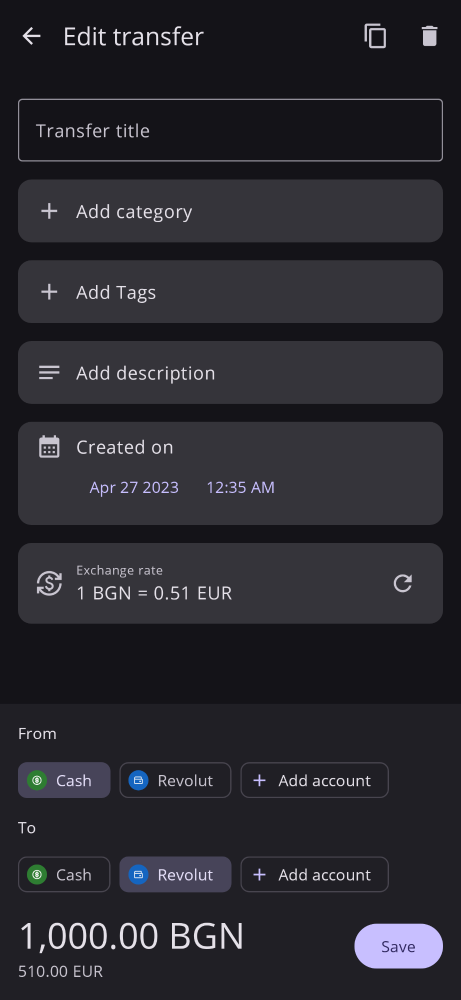 Edit transfer
Transfer title
Add category
Add Tags
Add description
Created on
Apr 27 2023 12:35 AM
Exchange rate
1 BGN = 0.51 EUR
From
Cash Revolut Add account
To
Cash Revolut Add account
1,000.00 BGN
510.00 EUR
Save